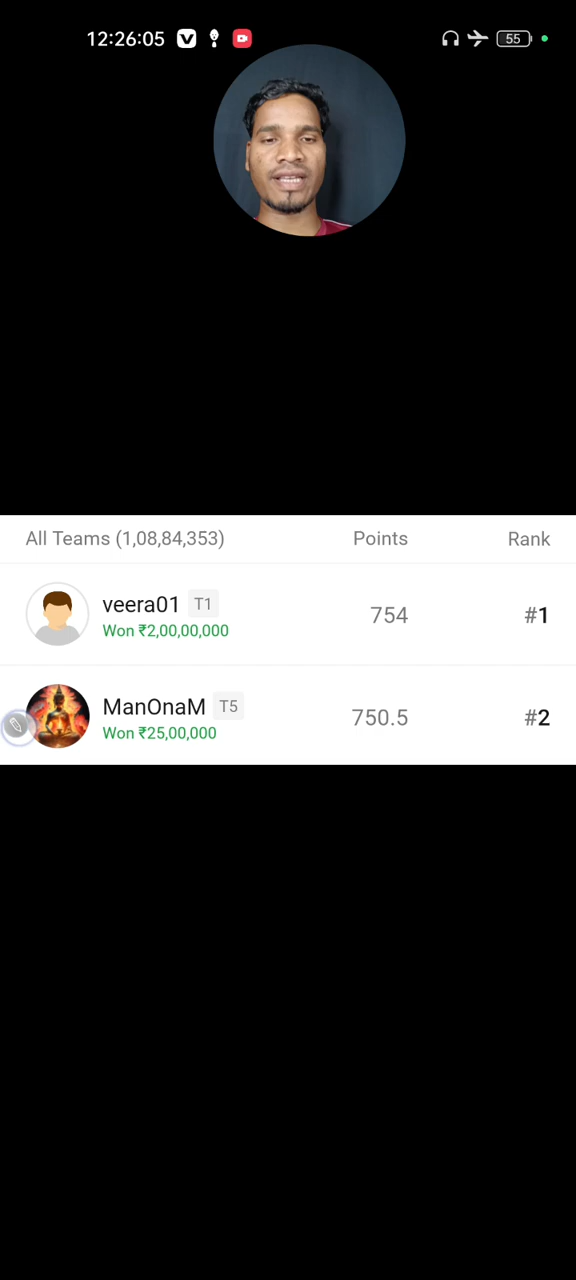 12:26:05 55
All Teams (1,08,84,353) Points Rank
veera01 T1 754 #1
Won ₹2,00,00,000
ManOnaM T5 750.5 #2
Won ₹25,00,000